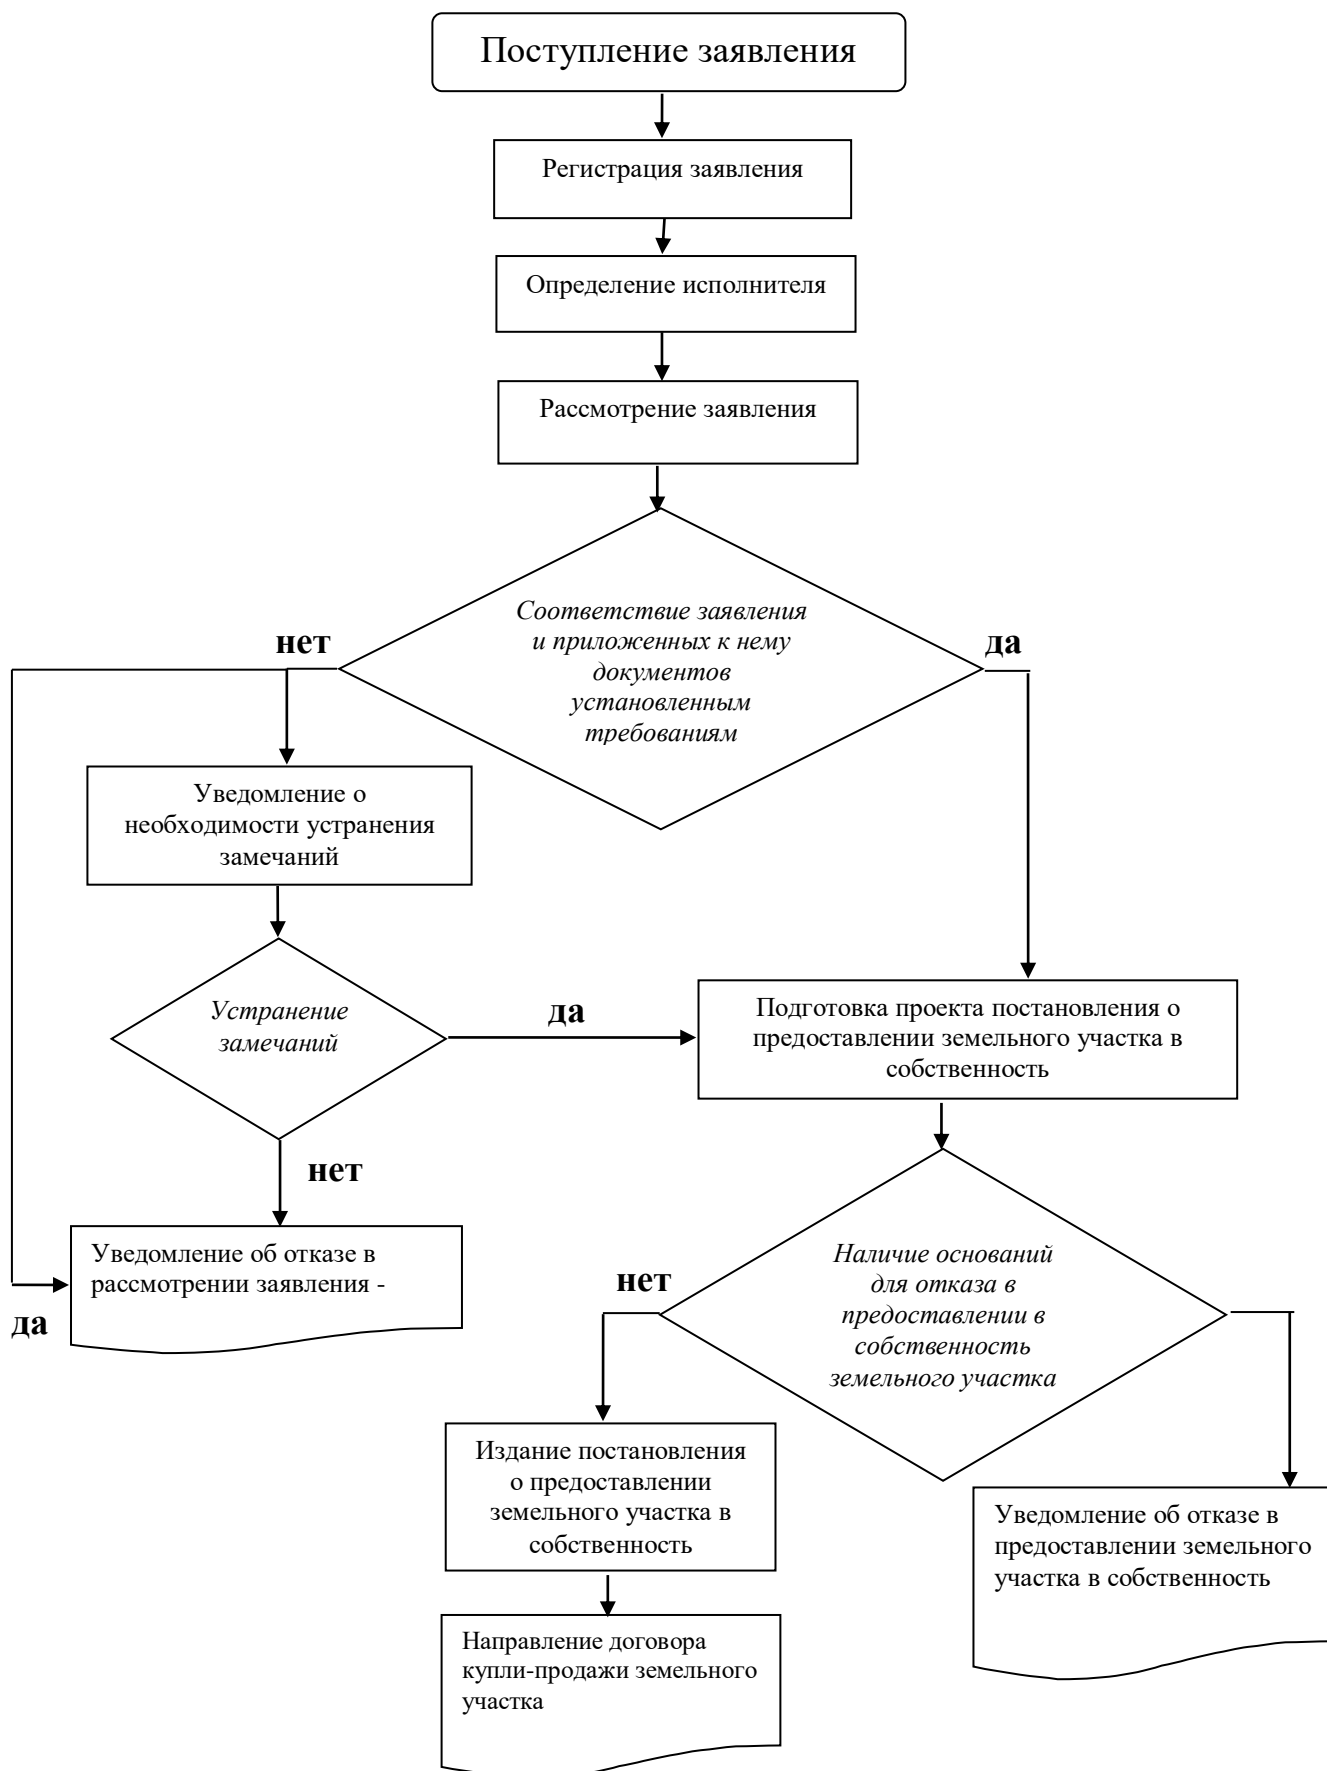 Поступление заявления
Регистрация заявления
Определение исполнителя
Рассмотрение заявления
Соответствие заявления
и приложенных к нему
документов
установленным
требованиям
нет
да
Уведомление о
необходимости устранения
замечаний
Устранение
замечаний
да
Подготовка проекта постановления о
предоставлении земельного участка в
собственность
нет
Уведомление об отказе в
рассмотрении заявления -
да
Наличие оснований
для отказа в
предоставлении в
собственность
земельного участка
нет
Издание постановления
о предоставлении
земельного участка в
собственность
Уведомление об отказе в
предоставлении земельного
участка в собственность
Направление договора
купли-продажи земельного
участка